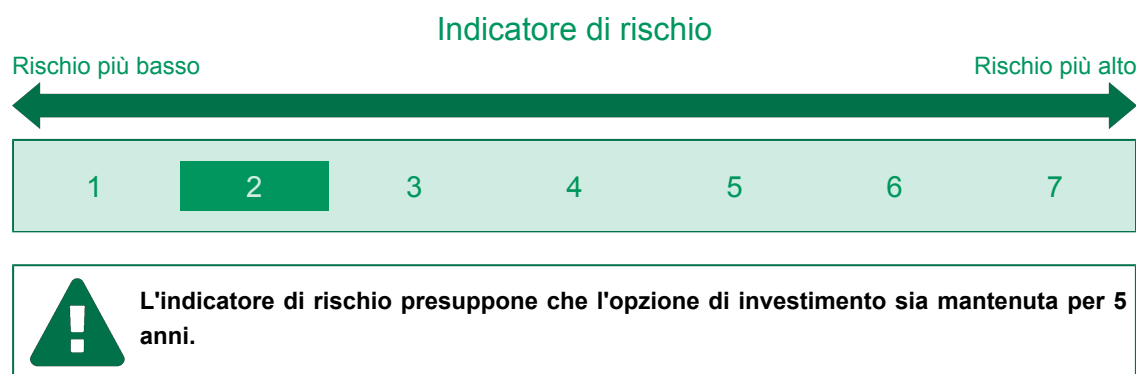 Indicatore di rischio
Rischio più basso Rischio più alto
1 2 3 4 5 6 7
L'indicatore di rischio presuppone che l'opzione di investimento sia mantenuta per 5
anni.